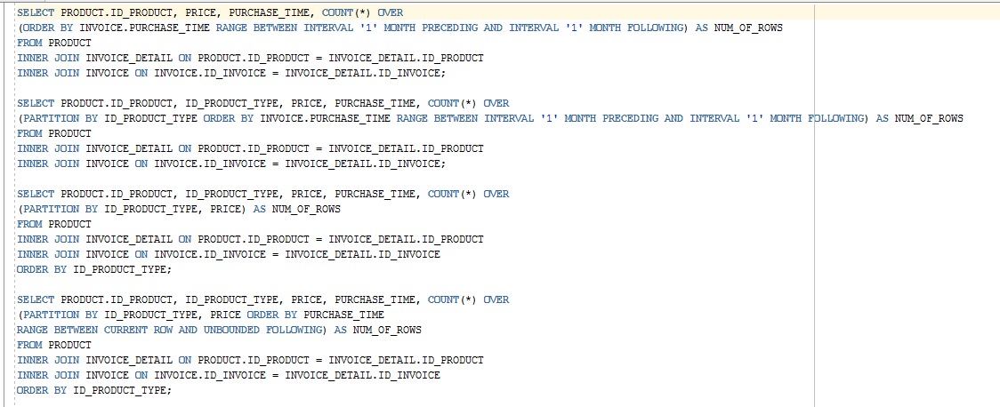 SELECT PRODUCT.ID_PRODUCT, PRICE, PURCHASE_TIME, COUNT(*) OVER
(ORDER BY INVOICE.PURCHASE_TIME RANGE BETWEEN INTERVAL '1' MONTH PRECEDING AND INTERVAL '1' MONTH FOLLOWING) AS NUM_OF_ROWS
FROM PRODUCT
INNER JOIN INVOICE_DETAIL ON PRODUCT.ID_PRODUCT = INVOICE_DETAIL.ID_PRODUCT
INNER JOIN INVOICE ON INVOICE.ID_INVOICE = INVOICE_DETAIL.ID_INVOICE;

SELECT PRODUCT.ID_PRODUCT, ID_PRODUCT_TYPE, PRICE, PURCHASE_TIME, COUNT(*) OVER
(PARTITION BY ID_PRODUCT_TYPE ORDER BY INVOICE.PURCHASE_TIME RANGE BETWEEN INTERVAL '1' MONTH PRECEDING AND INTERVAL '1' MONTH FOLLOWING) AS NUM_OF_ROWS
FROM PRODUCT
INNER JOIN INVOICE_DETAIL ON PRODUCT.ID_PRODUCT = INVOICE_DETAIL.ID_PRODUCT
INNER JOIN INVOICE ON INVOICE.ID_INVOICE = INVOICE_DETAIL.ID_INVOICE;

SELECT PRODUCT.ID_PRODUCT, ID_PRODUCT_TYPE, PRICE, PURCHASE_TIME, COUNT(*) OVER
(PARTITION BY ID_PRODUCT_TYPE, PRICE) AS NUM_OF_ROWS
FROM PRODUCT
INNER JOIN INVOICE_DETAIL ON PRODUCT.ID_PRODUCT = INVOICE_DETAIL.ID_PRODUCT
INNER JOIN INVOICE ON INVOICE.ID_INVOICE = INVOICE_DETAIL.ID_INVOICE
ORDER BY ID_PRODUCT_TYPE;

SELECT PRODUCT.ID_PRODUCT, ID_PRODUCT_TYPE, PRICE, PURCHASE_TIME, COUNT(*) OVER
(PARTITION BY ID_PRODUCT_TYPE, PRICE ORDER BY PURCHASE_TIME
RANGE BETWEEN CURRENT ROW AND UNBOUNDED FOLLOWING) AS NUM_OF_ROWS
FROM PRODUCT
INNER JOIN INVOICE_DETAIL ON PRODUCT.ID_PRODUCT = INVOICE_DETAIL.ID_PRODUCT
INNER JOIN INVOICE ON INVOICE.ID_INVOICE = INVOICE_DETAIL.ID_INVOICE
ORDER BY ID_PRODUCT_TYPE;